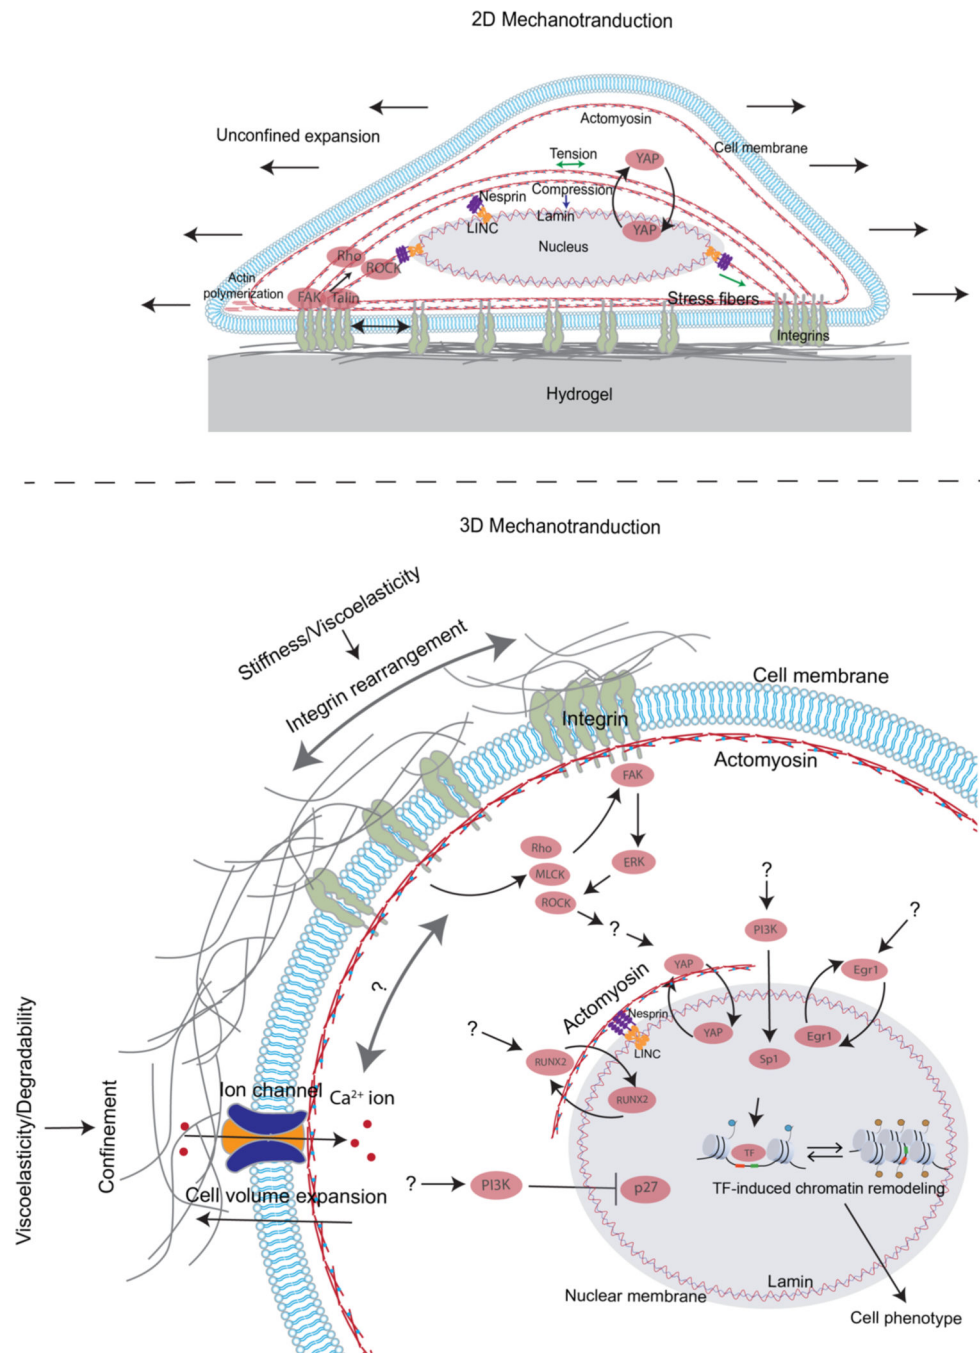 2D Mechanotranduction
Unconfined expansion
Actomyosin
Cell membrane
Tension
YAP
Nesprin
Compression
Lamin
LINC
Nucleus
YAP
Rho
ROCK
Actin
polymerization
FAK
Talin
Stress fibers
Integrins
Hydrogel
3D Mechanotranduction
Stiffness/Viscoelasticity
Integrin rearrangement
Cell membrane
Integrin
Actomyosin
FAK
Rho
MLCK
ROCK
ERK
?
?
PI3K
?
Egr1
YAP
Actomyosin
Nesprin
LINC
YAP
Egr1
Sp1
?
RUNX2
RUNX2
?
Ion channel
Ca²⁺ ion
Viscoelasticity/Degradability
Confinement
Cell volume expansion
?
PI3K
p27
TF
TF-induced chromatin remodeling
Lamin
Nuclear membrane
Cell phenotype